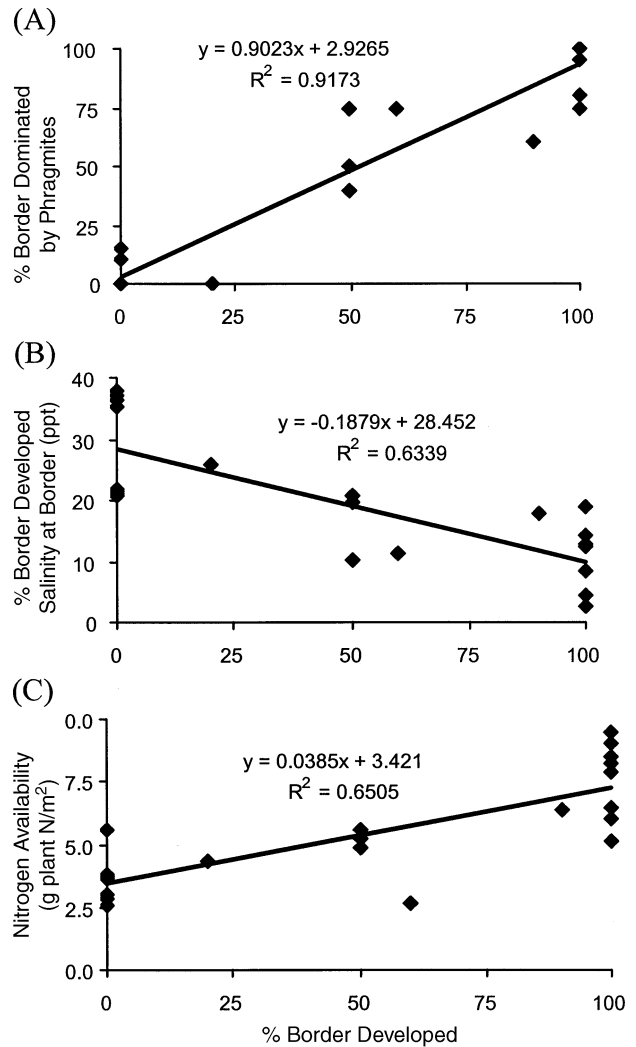 (A)
y = 0.9023x + 2.9265
R² = 0.9173
% Border Dominated
by Phragmites
100
75
50
25
0
0 25 50 75 100
(B)
y = -0.1879x + 28.452
R² = 0.6339
% Border Developed
Salinity at Border (ppt)
40
30
20
10
0
0 25 50 75 100
(C)
y = 0.0385x + 3.421
R² = 0.6505
Nitrogen Availability
(g plant N/m²)
0.0
7.5
5.0
2.5
0.0
0 25 50 75 100
% Border Developed